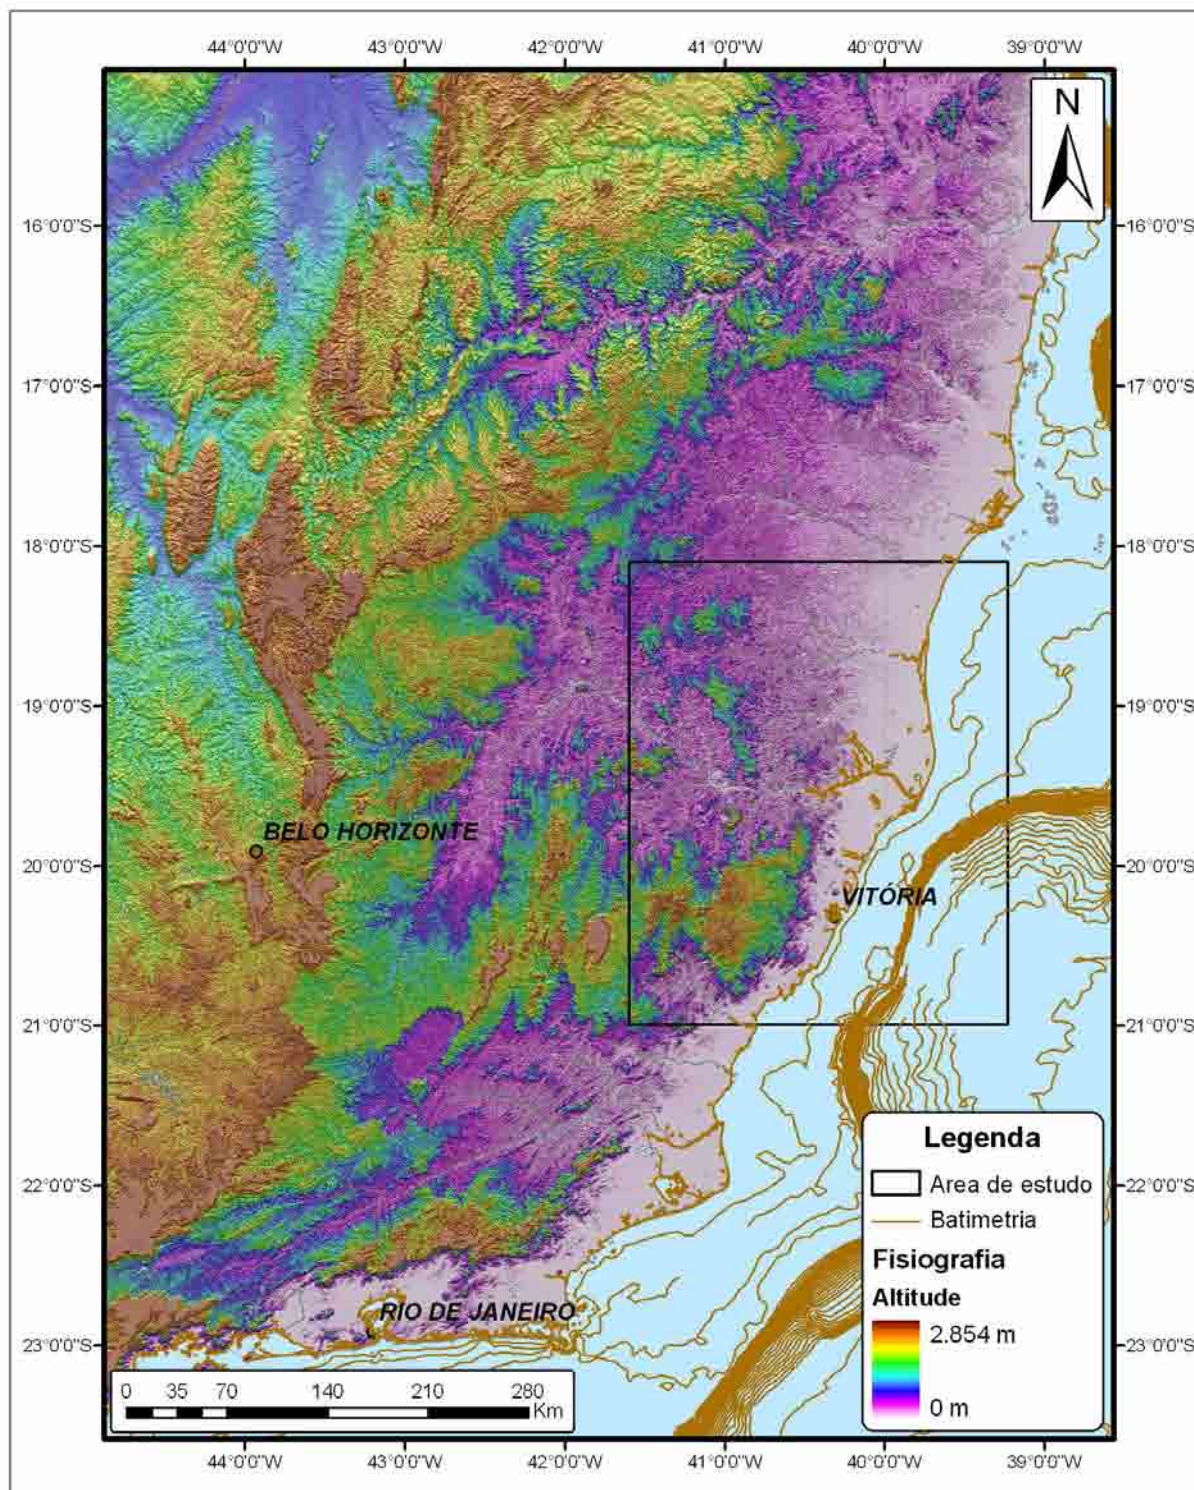 44°0'0"W 43°0'0"W 42°0'0"W 41°0'0"W 40°0'0"W 39°0'0"W
N
16°0'0"S 16°0'0"S
17°0'0"S 17°0'0"S
18°0'0"S 18°0'0"S
19°0'0"S 19°0'0"S
BELO HORIZONTE
20°0'0"S 20°0'0"S
VITÓRIA
21°0'0"S 21°0'0"S
Legenda
Area de estudo
22°0'0"S 22°0'0"S
Batimetria
Fisiografia
Altitude
RIO DE JANEIRO
2.854 m
23°0'0"S 23°0'0"S
0 35 70 140 210 280
Km
0 m
44°0'0"W 43°0'0"W 42°0'0"W 41°0'0"W 40°0'0"W 39°0'0"W